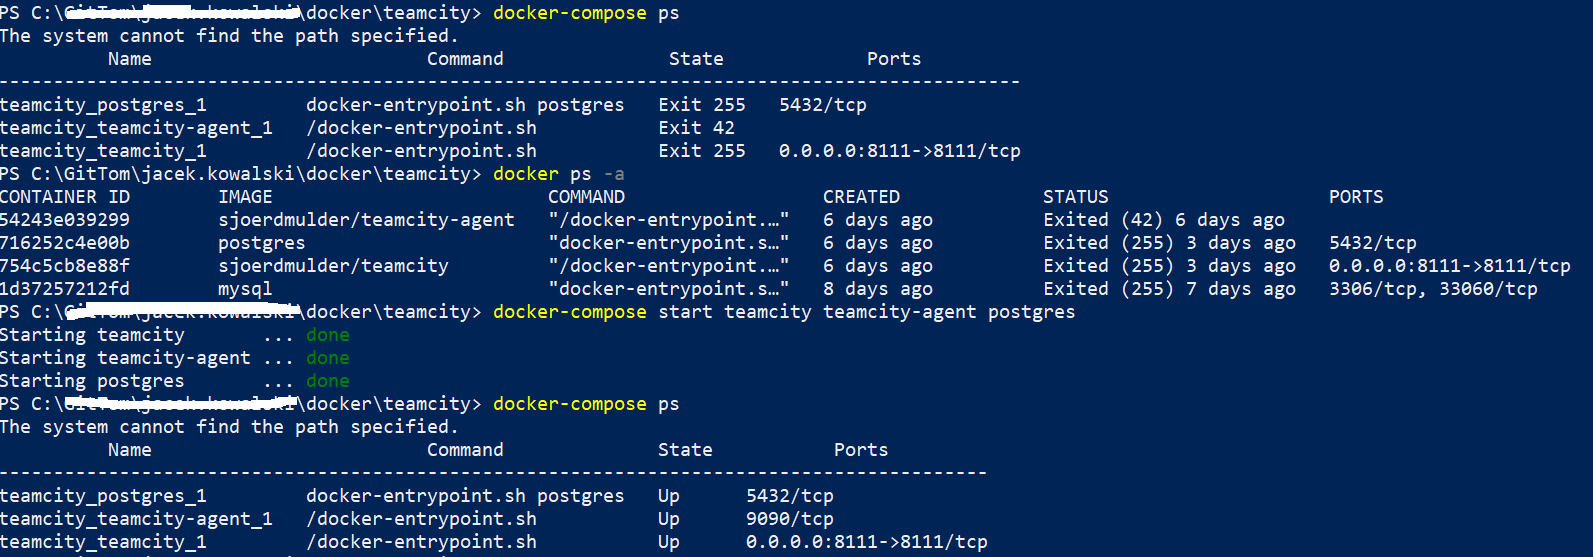 PS C:\GitTom\jacek.kowalski\docker\teamcity> docker-compose ps
The system cannot find the path specified.
Name Command State Ports
---------------------------------------------------------------------------------------------
teamcity_postgres_1 docker-entrypoint.sh postgres Exit 255 5432/tcp
teamcity_teamcity-agent_1 /docker-entrypoint.sh Exit 42
teamcity_teamcity_1 /docker-entrypoint.sh Exit 255 0.0.0.0:8111->8111/tcp
PS C:\GitTom\jacek.kowalski\docker\teamcity> docker ps -a
CONTAINER ID IMAGE COMMAND CREATED STATUS PORTS
54243e039299 sjoerdmulder/teamcity-agent "/docker-entrypoint.…" 6 days ago Exited (42) 6 days ago
716252c4e00b postgres "docker-entrypoint.s…" 6 days ago Exited (255) 3 days ago 5432/tcp
754c5cb8e88f sjoerdmulder/teamcity "/docker-entrypoint.…" 6 days ago Exited (255) 3 days ago 0.0.0.0:8111->8111/tcp
1d37257212fd mysql "docker-entrypoint.s…" 8 days ago Exited (255) 7 days ago 3306/tcp, 33060/tcp
PS C:\GitTom\jacek.kowalski\docker\teamcity> docker-compose start teamcity teamcity-agent postgres
Starting teamcity ... done
Starting teamcity-agent ... done
Starting postgres ... done
PS C:\GitTom\jacek.kowalski\docker\teamcity> docker-compose ps
The system cannot find the path specified.
Name Command State Ports
------------------------------------------------------------------------------------------
teamcity_postgres_1 docker-entrypoint.sh postgres Up 5432/tcp
teamcity_teamcity-agent_1 /docker-entrypoint.sh Up 9090/tcp
teamcity_teamcity_1 /docker-entrypoint.sh Up 0.0.0.0:8111->8111/tcp